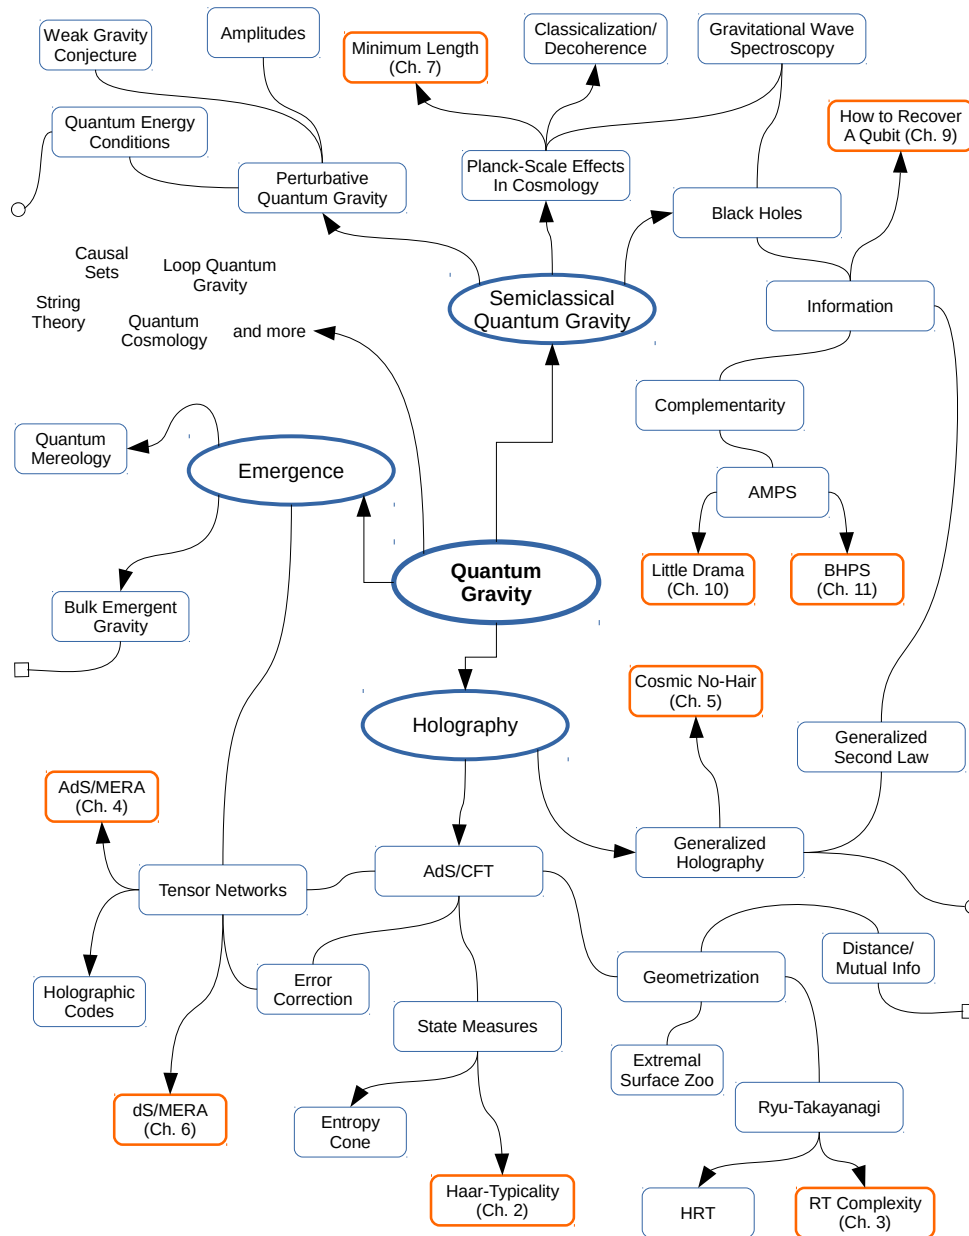 Weak Gravity
Conjecture
Amplitudes
Minimum Length
(Ch. 7)
Classicalization/
Decoherence
Gravitational Wave
Spectroscopy
Quantum Energy
Conditions
How to Recover
A Qubit (Ch. 9)
Perturbative
Quantum Gravity
Planck-Scale Effects
In Cosmology
Black Holes
Causal
Sets
Loop Quantum
Gravity
String
Theory
Quantum
Cosmology
and more
Semiclassical
Quantum Gravity
Information
Complementarity
Quantum
Mereology
Emergence
AMPS
Little Drama
(Ch. 10)
BHPS
(Ch. 11)
Quantum
Gravity
Bulk Emergent
Gravity
Cosmic No-Hair
(Ch. 5)
Holography
Generalized
Second Law
AdS/MERA
(Ch. 4)
Generalized
Holography
Tensor Networks
AdS/CFT
Distance/
Mutual Info
Holographic
Codes
Error
Correction
Geometrization
State Measures
Extremal
Surface Zoo
dS/MERA
(Ch. 6)
Entropy
Cone
Ryu-Takayanagi
Haar-Typicality
(Ch. 2)
HRT
RT Complexity
(Ch. 3)